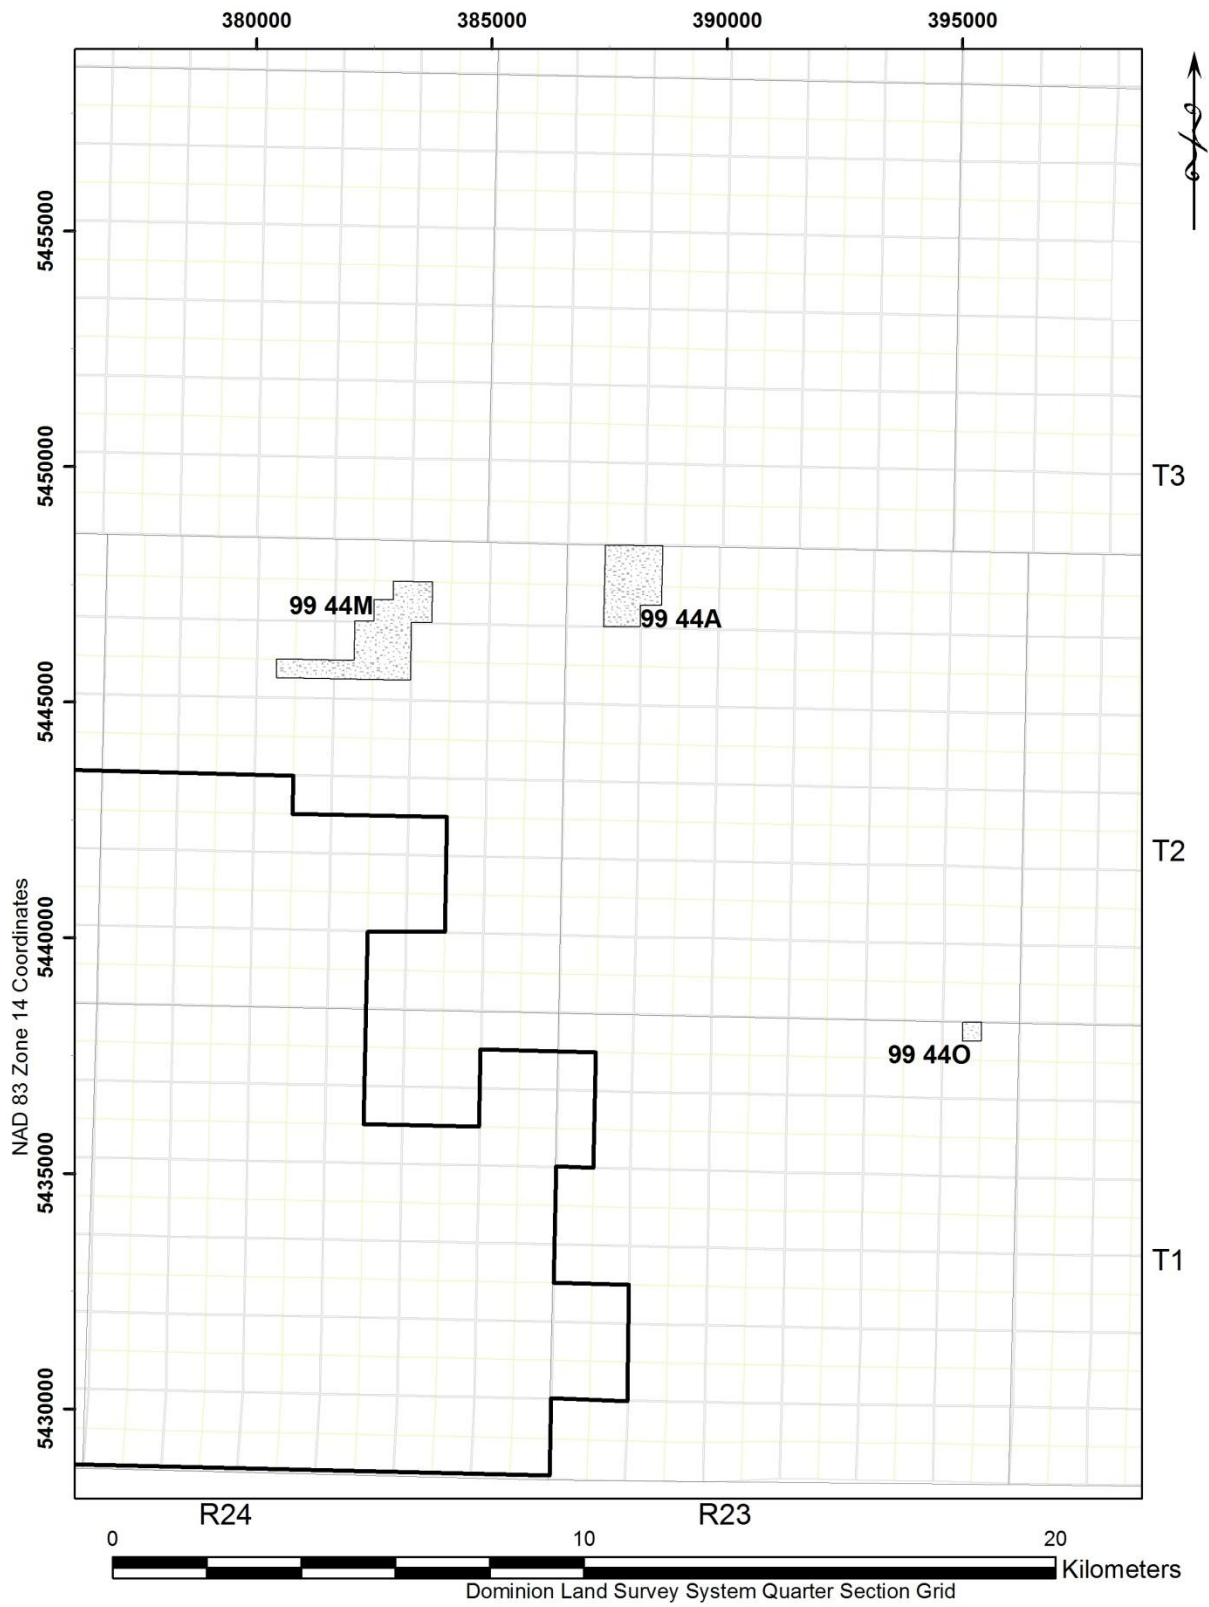 380000 385000 390000 395000
5455000
5450000
5445000
5440000
5435000
5430000
NAD 83 Zone 14 Coordinates
T3
T2
T1
99 44M
99 44A
99 44O
R24 R23
0 10 20
Kilometers
Dominion Land Survey System Quarter Section Grid